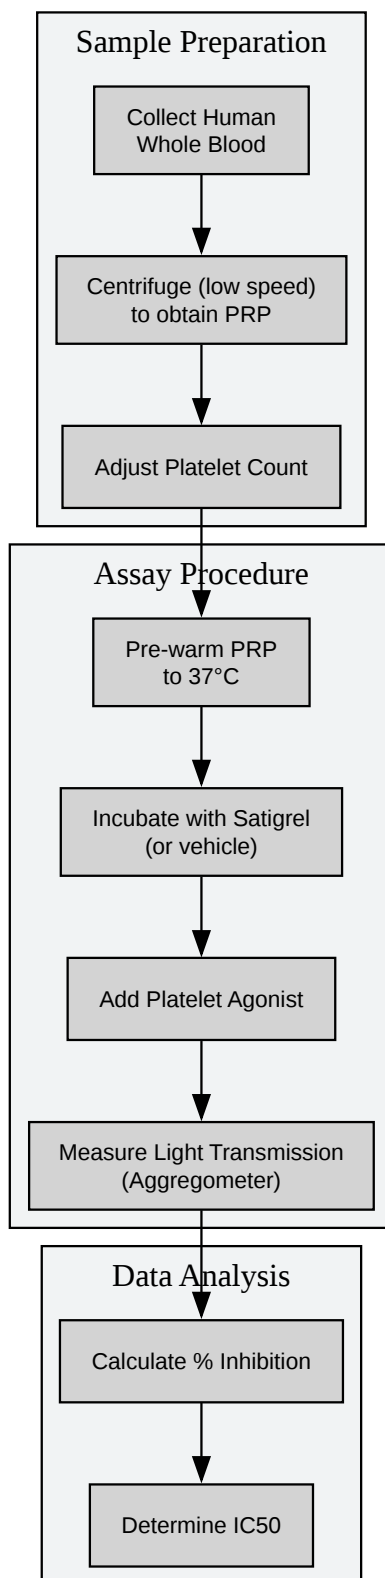 Sample Preparation
Collect Human
Whole Blood
Centrifuge (low speed)
to obtain PRP
Adjust Platelet Count
Assay Procedure
Pre-warm PRP
to 37°C
Incubate with Satigrel
(or vehicle)
Add Platelet Agonist
Measure Light Transmission
(Aggregometer)
Data Analysis
Calculate % Inhibition
Determine IC50